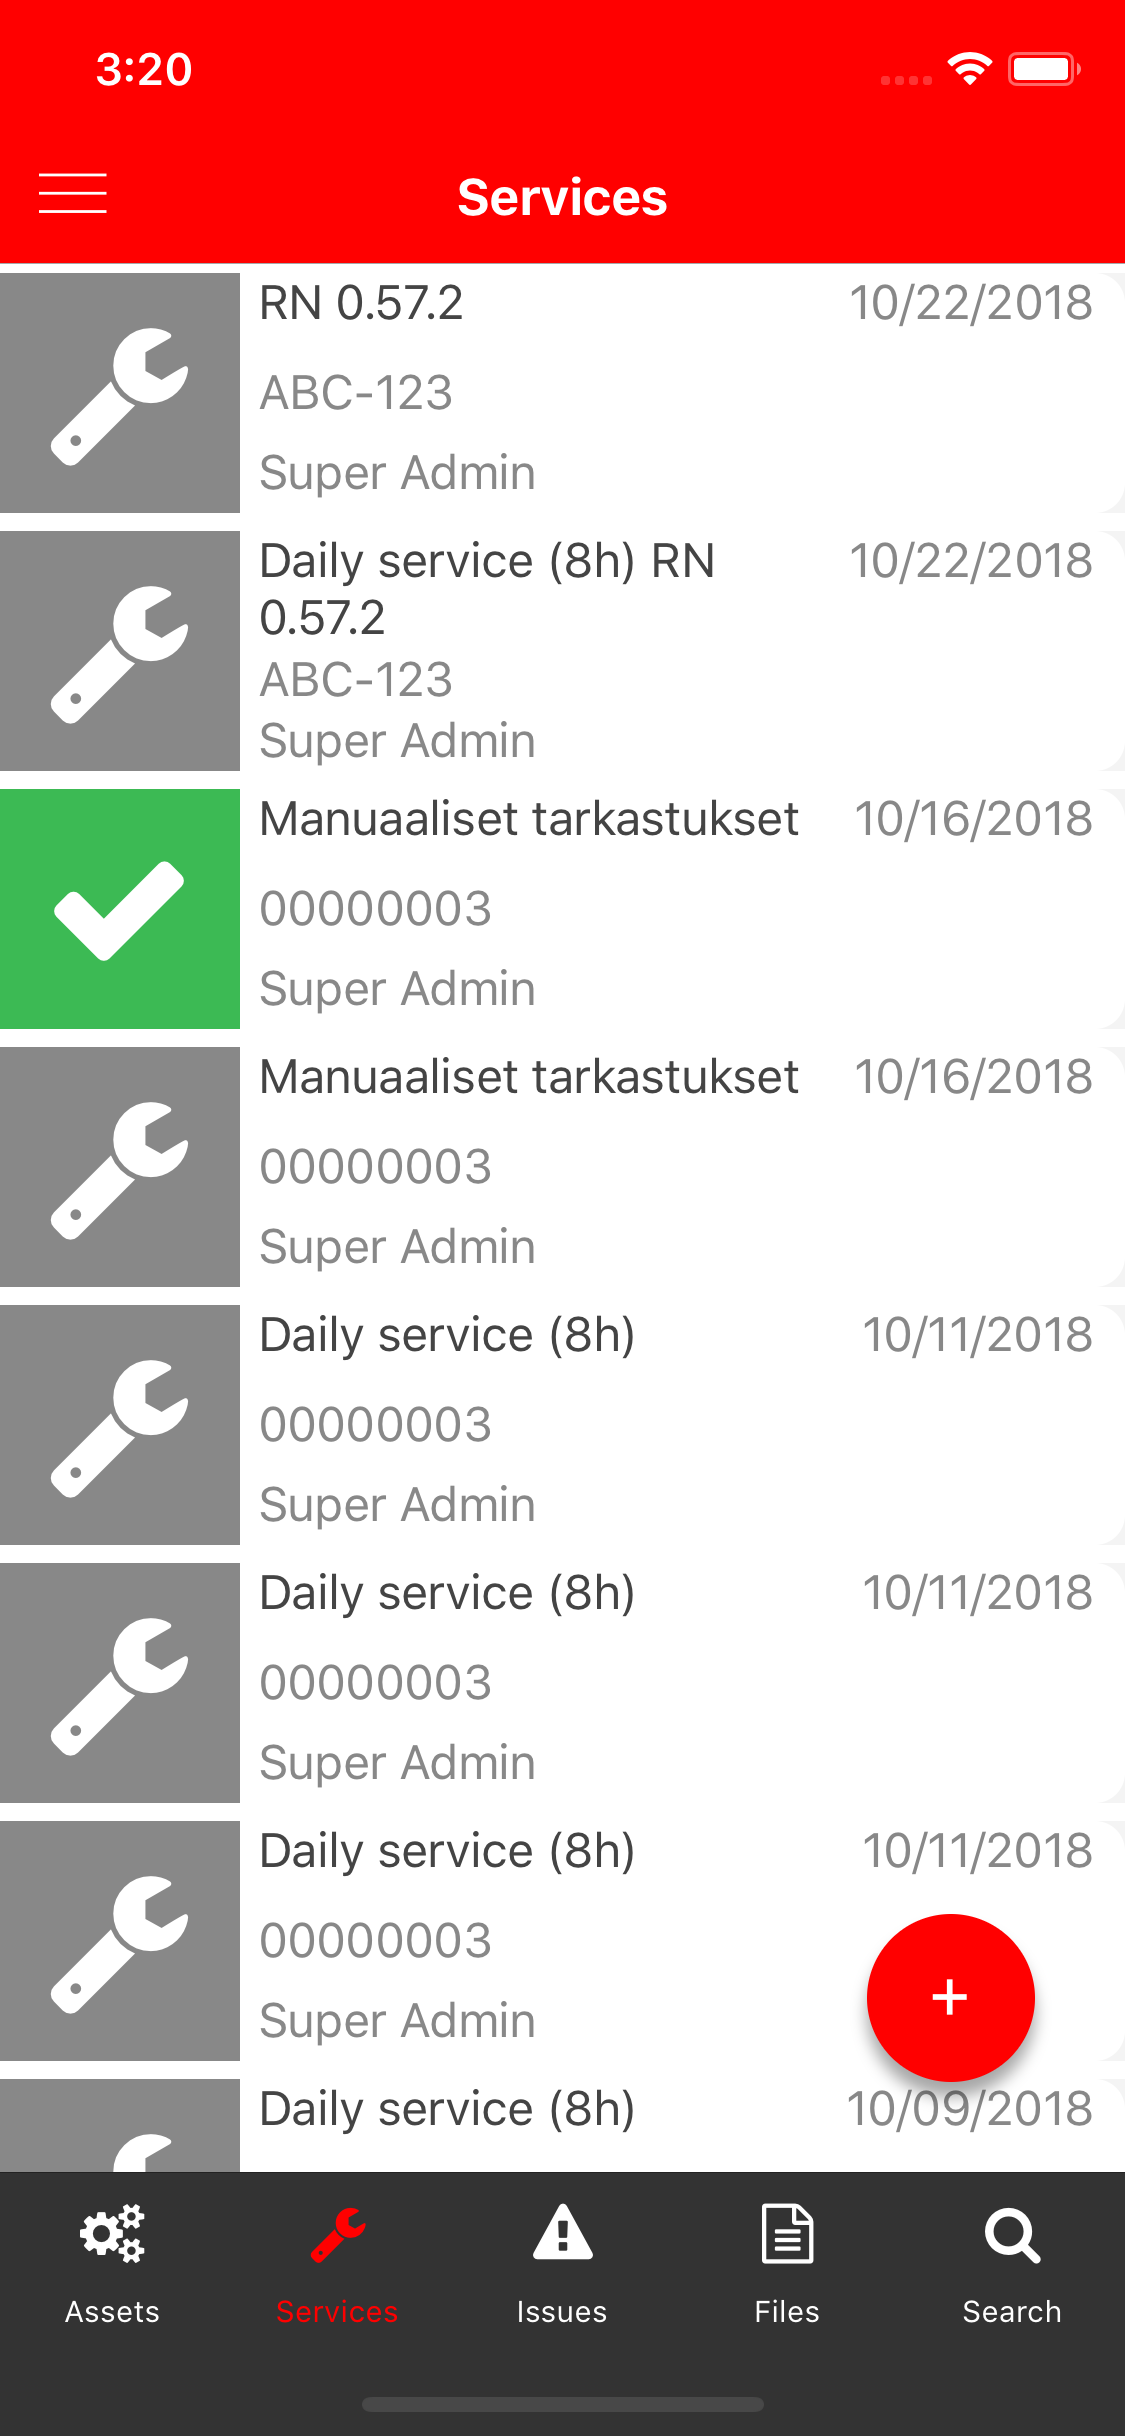 3:20
Services
RN 0.57.2
10/22/2018
ABC-123
Super Admin
Daily service (8h) RN
0.57.2
10/22/2018
ABC-123
Super Admin
Manuaaliset tarkastukset
10/16/2018
00000003
Super Admin
Manuaaliset tarkastukset
10/16/2018
00000003
Super Admin
Daily service (8h)
10/11/2018
00000003
Super Admin
Daily service (8h)
10/11/2018
00000003
Super Admin
Daily service (8h)
10/11/2018
00000003
Super Admin
+
Daily service (8h)
10/09/2018
Assets
Services
Issues
Files
Search